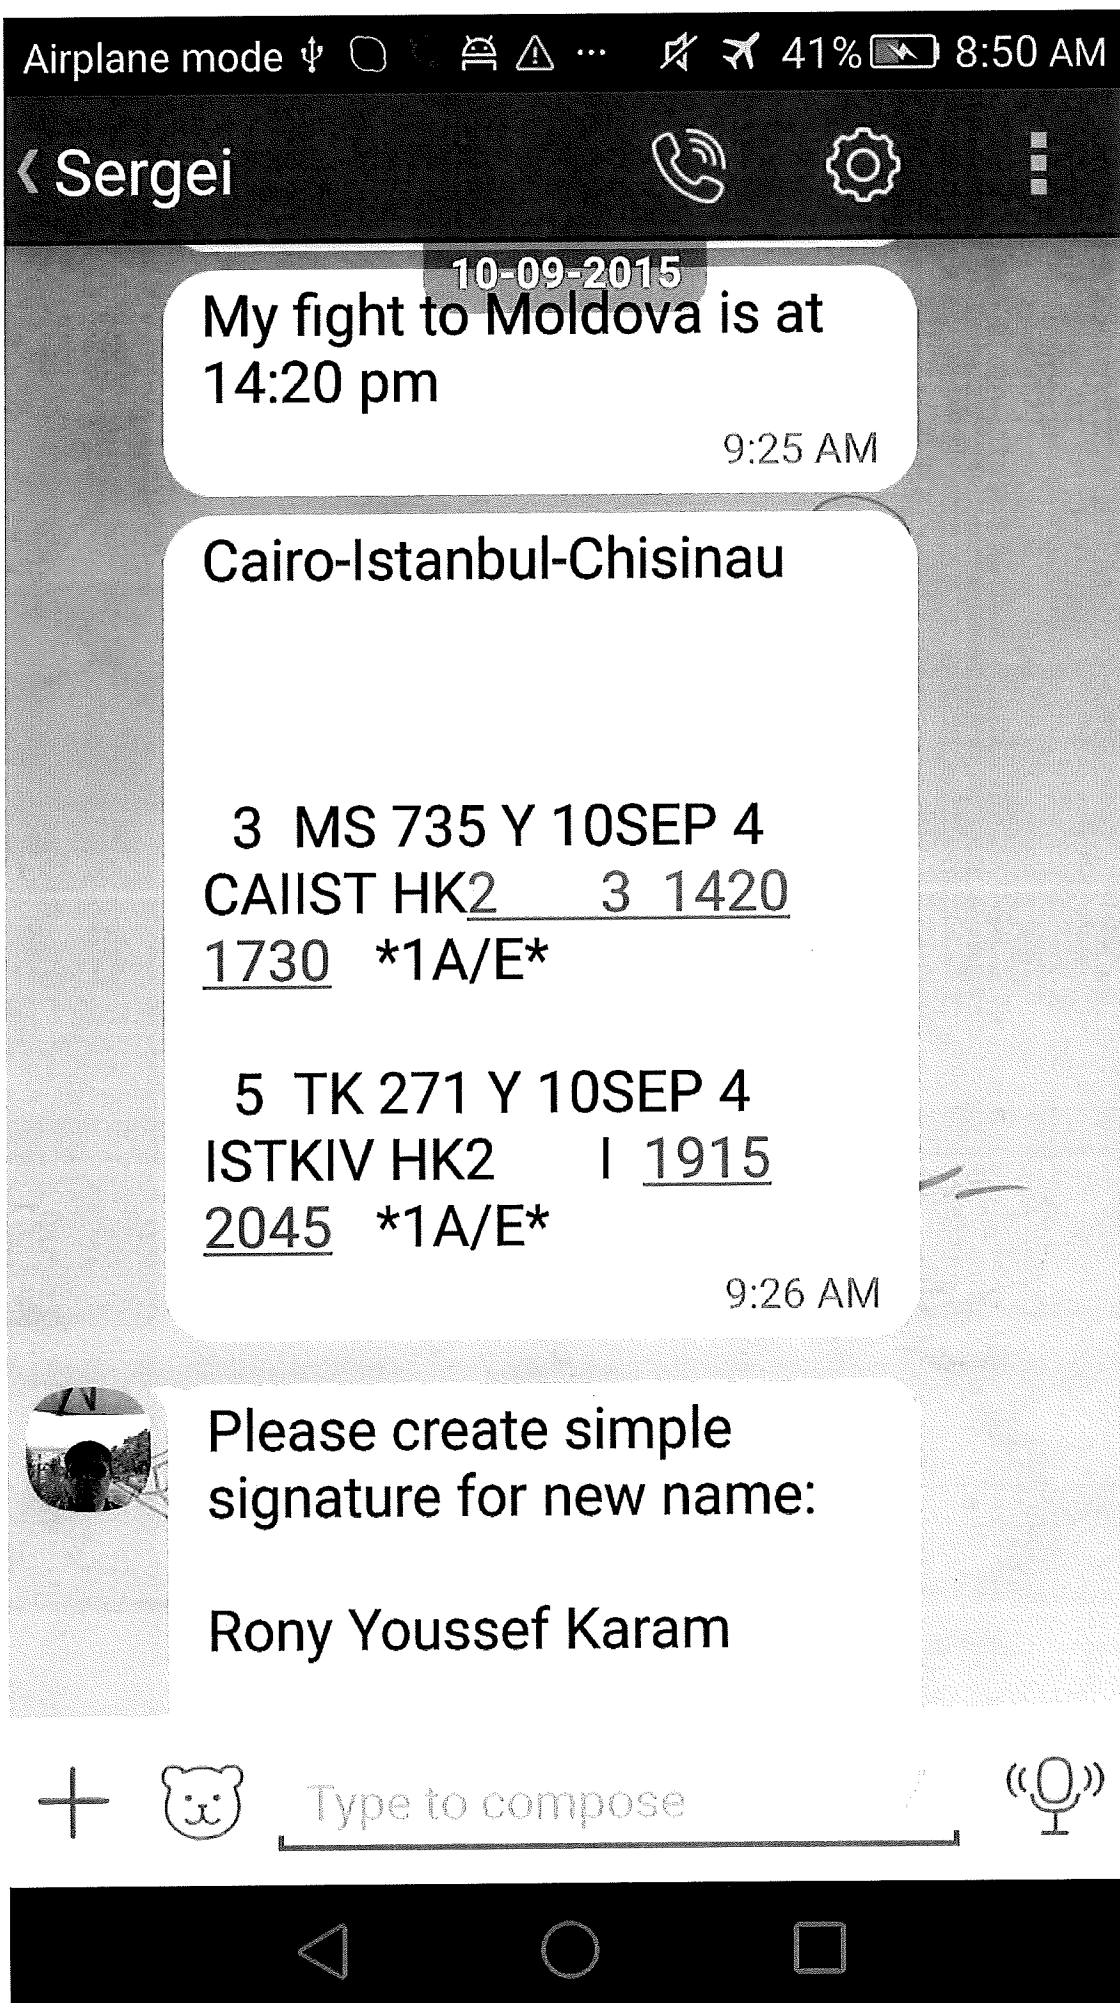 Airplane mode ... 41% 8:50 AM
Sergei
10-09-2015
My fight to Moldova is at
14:20 pm
9:25 AM
Cairo-Istanbul-Chisinau
3 MS 735 Y 10SEP 4
CAIIST HK2 3 1420
1730 *1A/E*
5 TK 271 Y 10SEP 4
ISTKIV HK2 I 1915
2045 *1A/E*
9:26 AM
Please create simple
signature for new name:
Rony Youssef Karam
Type to compose